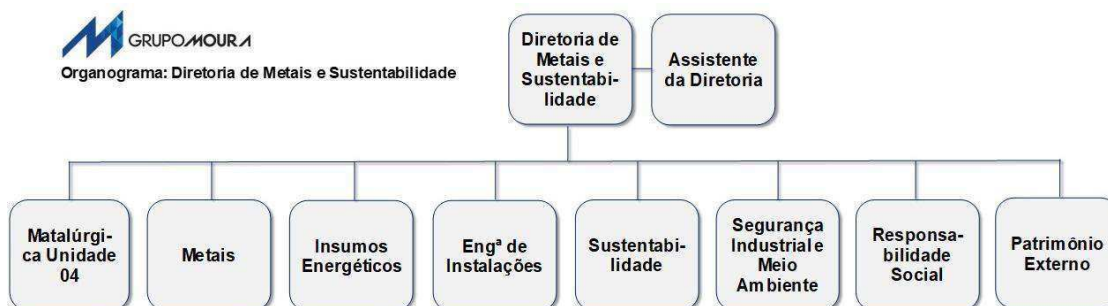 GRUPO MOURA
Organograma: Diretoria de Metais e Sustentabilidade
Diretoria de
Metais e
Sustentabi-
lidade
Assistente
da Diretoria
Matalúrgi-
ca Unidade
04
Metais
Insumos
Energéticos
Engª de
Instalações
Sustentabi-
lidade
Segurança
Industrial e
Meio
Ambiente
Responsa-
bilidade
Social
Patrimônio
Externo